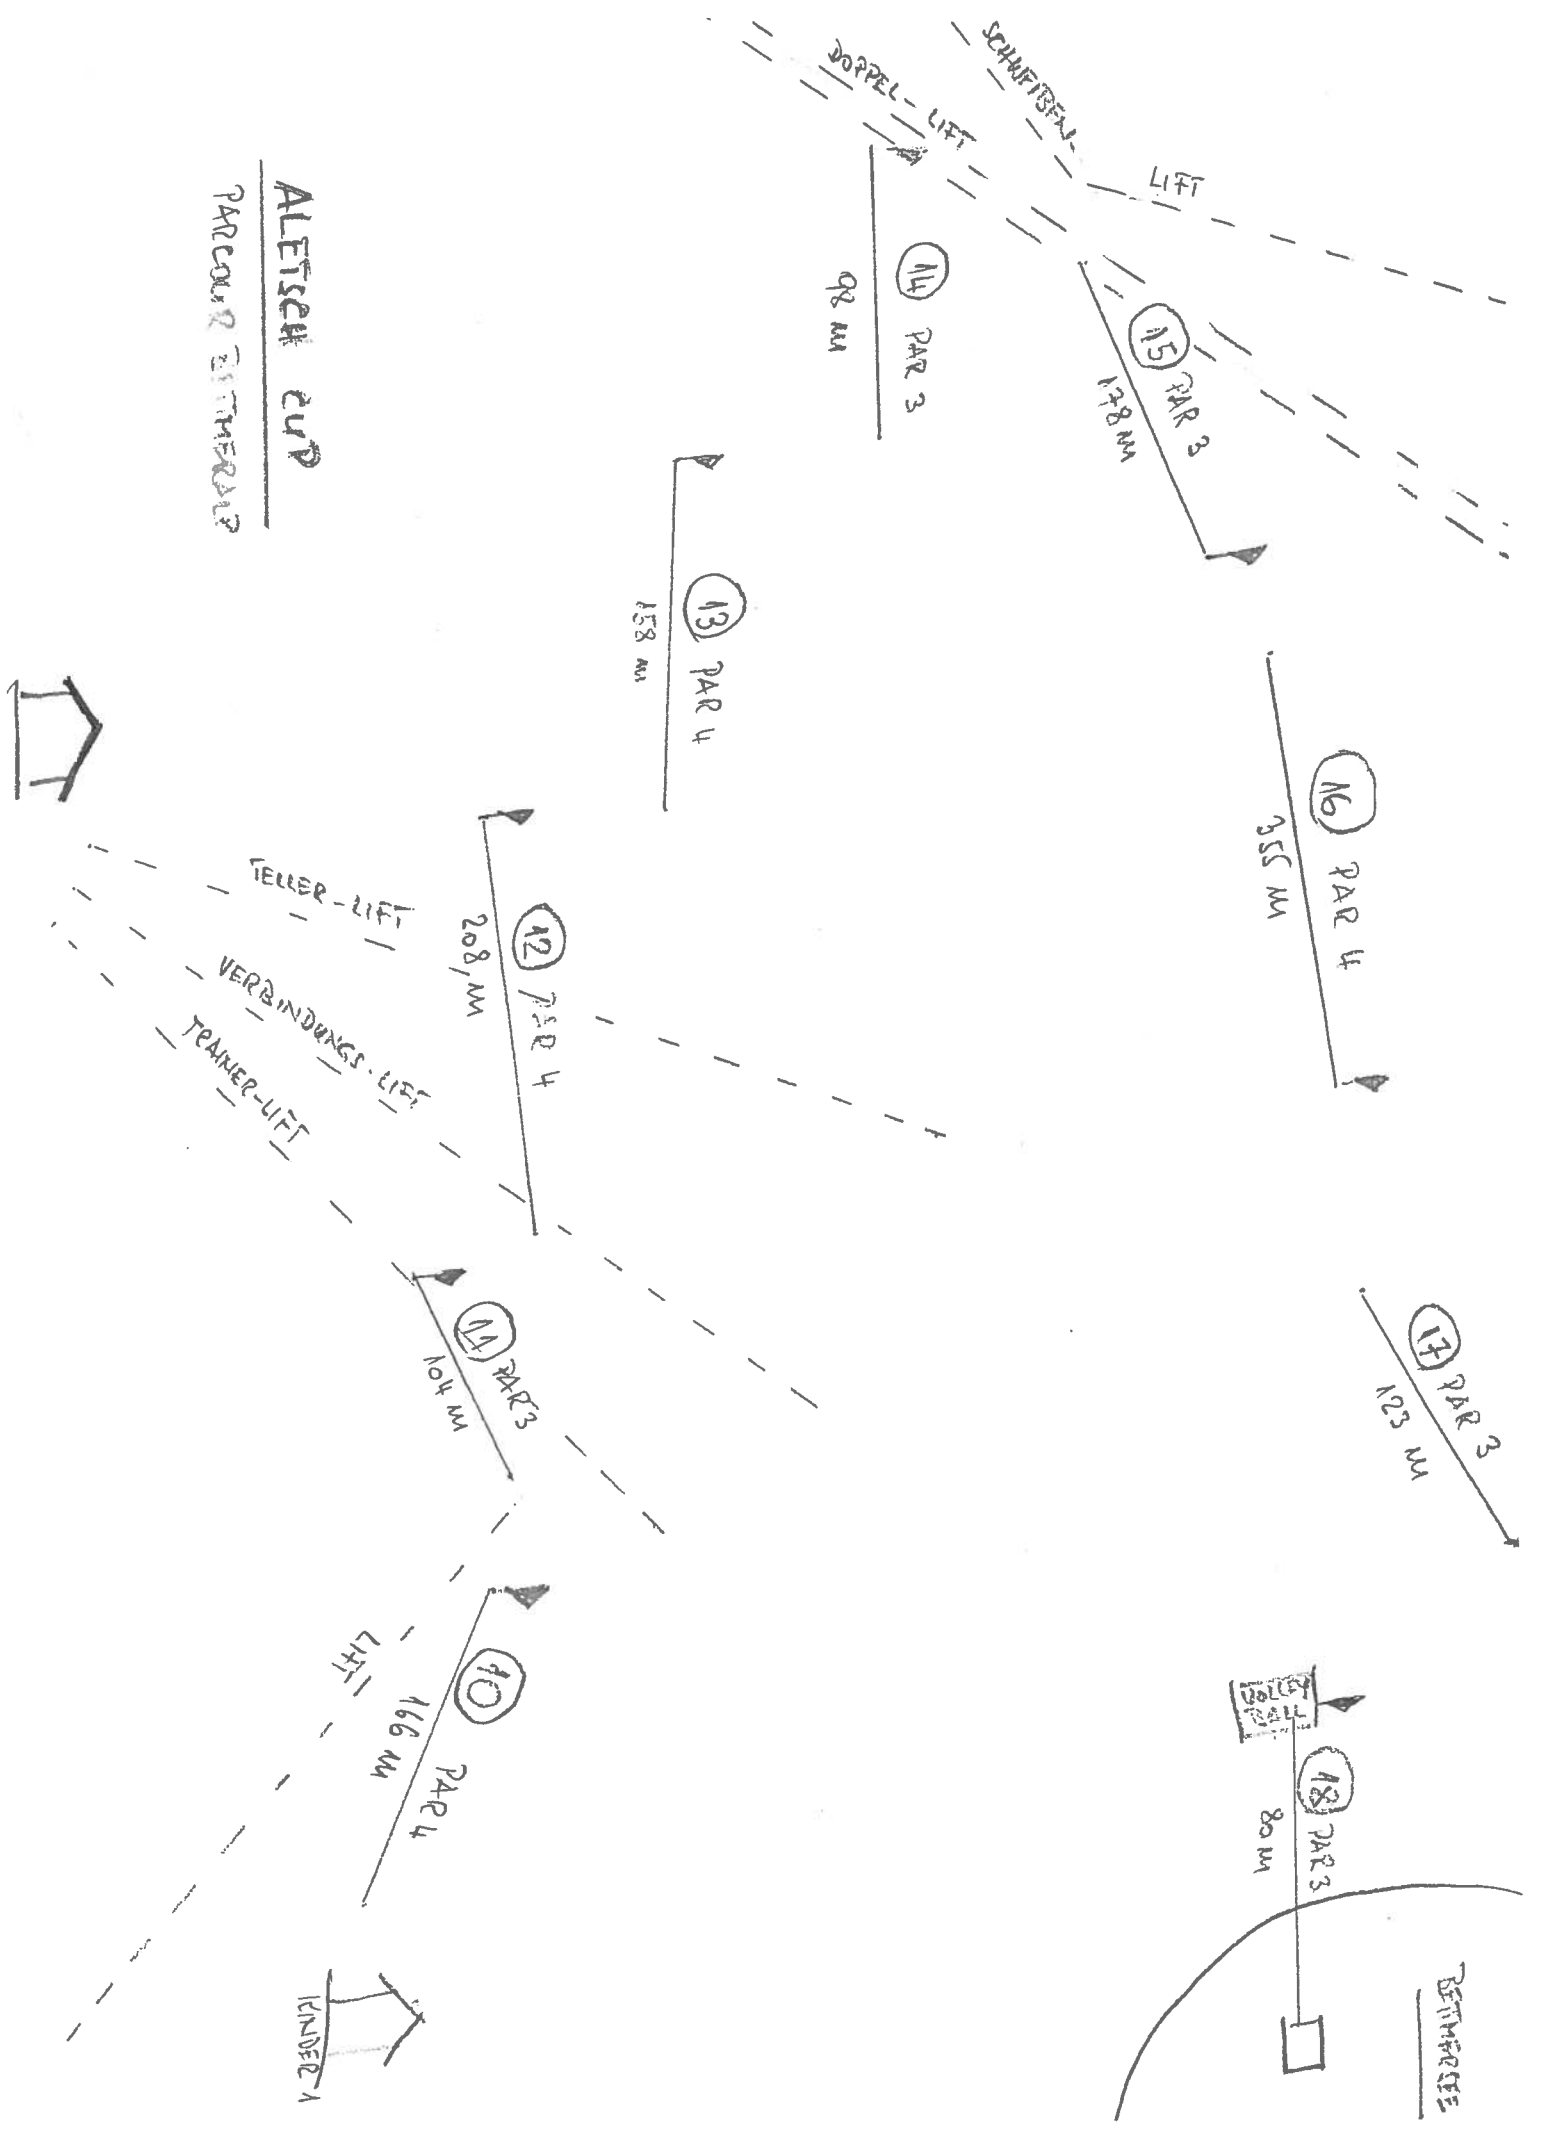 ALETSCH CUP
PARCOUR BETTMERALP
SCHWEIBEN-
LIFT
DOPPEL-LIFT
14 PAR 3
98 m
15 PAR 3
178 m
13 PAR 4
158 m
16 PAR 4
355 m
12 PAR 4
208 m
TELLER-LIFT
VERBINDUNGS-LIFT
TRAINER-LIFT
11 PAR 3
104 m
17 PAR 3
123 m
10 PAR 4
166 m
LIFT
KINDER-1
VOLLEY
BALL
18 PAR 3
80 m
BETTMERSEE